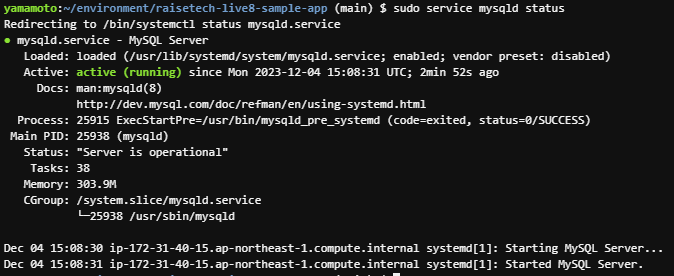 yamamoto:~/environment/raisetech-live8-sample-app (main) $ sudo service mysqld status
Redirecting to /bin/systemctl status mysqld.service
● mysqld.service - MySQL Server
Loaded: loaded (/usr/lib/systemd/system/mysqld.service; enabled; vendor preset: disabled)
Active: active (running) since Mon 2023-12-04 15:08:31 UTC; 2min 52s ago
Docs: man:mysqld(8)
http://dev.mysql.com/doc/refman/en/using-systemd.html
Process: 25915 ExecStartPre=/usr/bin/mysqld_pre_systemd (code=exited, status=0/SUCCESS)
Main PID: 25938 (mysqld)
Status: "Server is operational"
Tasks: 38
Memory: 303.9M
CGroup: /system.slice/mysqld.service
└─25938 /usr/sbin/mysqld
Dec 04 15:08:30 ip-172-31-40-15.ap-northeast-1.compute.internal systemd[1]: Starting MySQL Server...
Dec 04 15:08:31 ip-172-31-40-15.ap-northeast-1.compute.internal systemd[1]: Started MySQL Server.